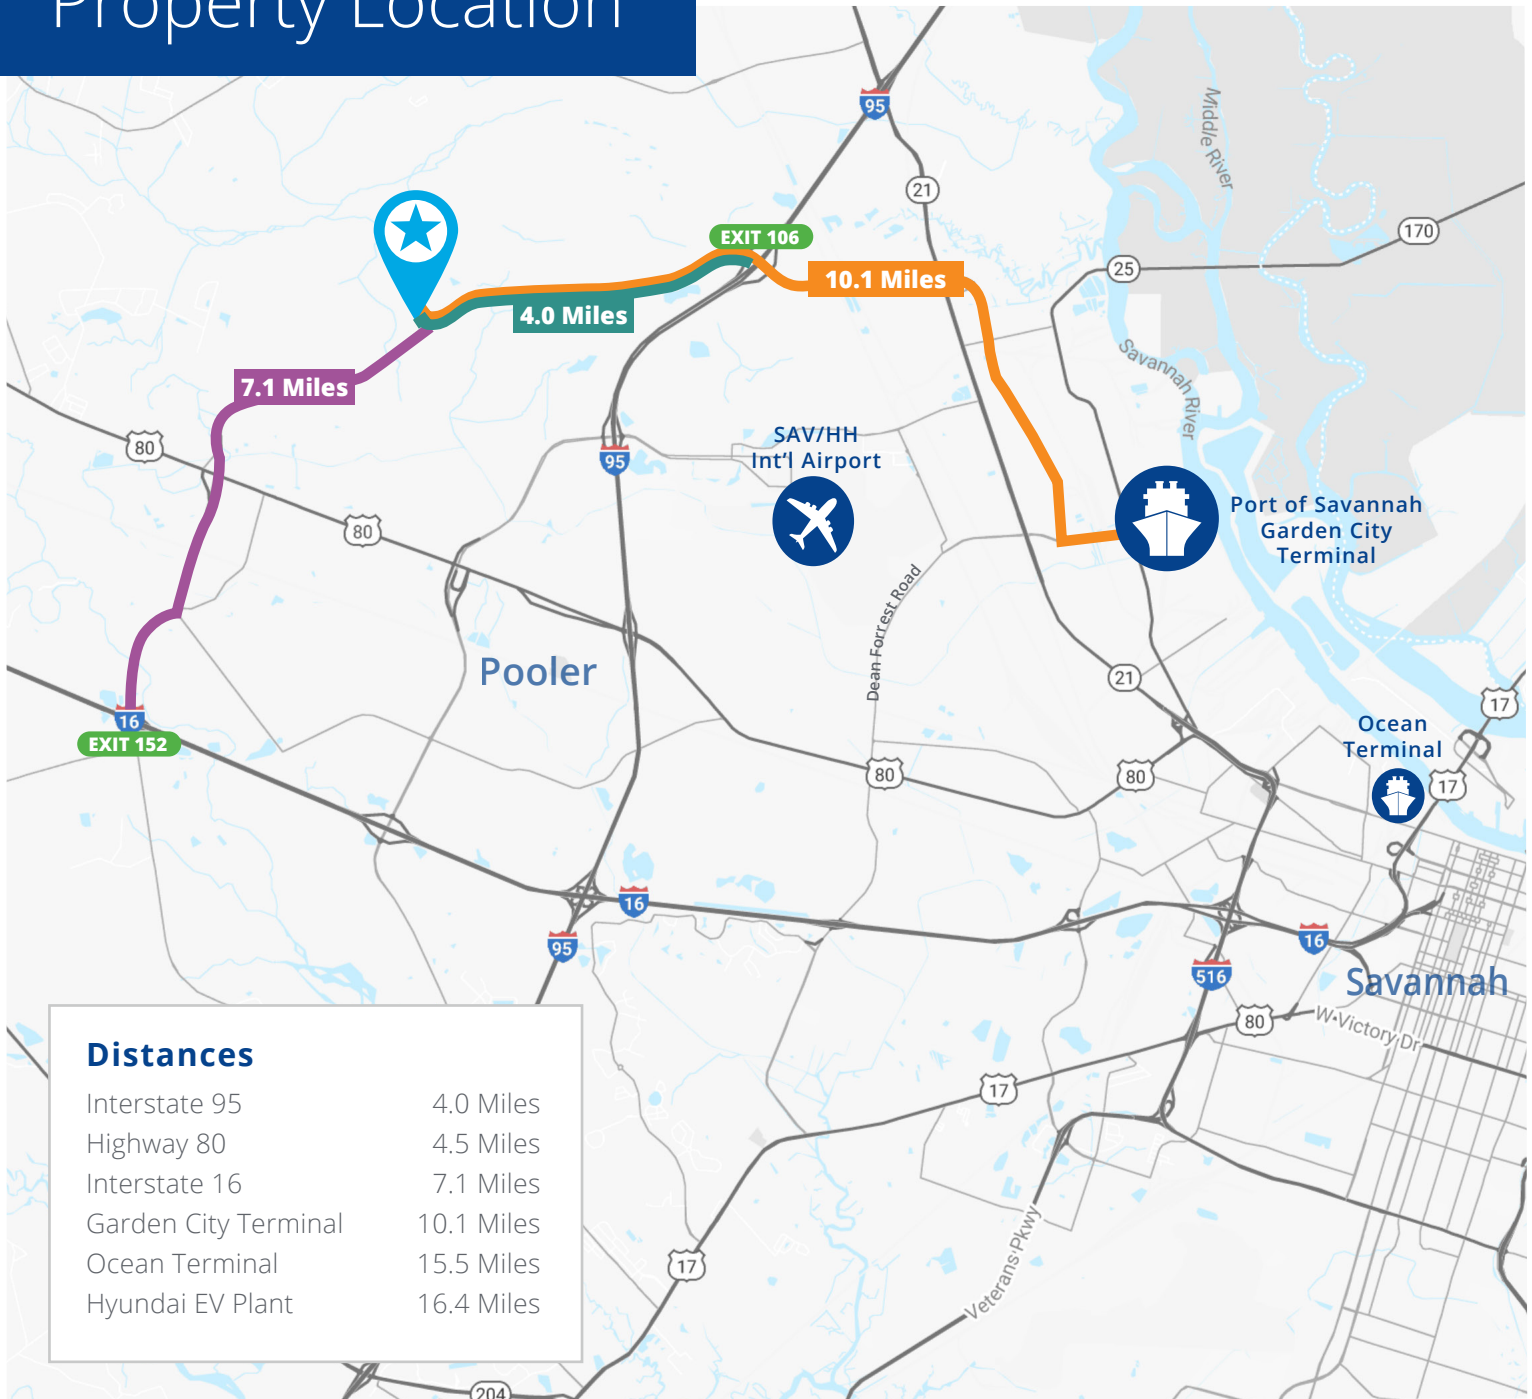 Property Location
95
Middle River
21
170
EXIT 106
25
10.1 Miles
4.0 Miles
Savannah River
7.1 Miles
80
95
SAV/HH
Int'l Airport
80
Port of Savannah
Garden City
Terminal
Dean Forrest Road
Pooler
21
17
16
EXIT 152
Ocean
Terminal
80
80
17
16
95
16
516
Savannah
80
W Victory Dr
17
Veterans Pkwy
17
204
Distances
Interstate 95 4.0 Miles
Highway 80 4.5 Miles
Interstate 16 7.1 Miles
Garden City Terminal 10.1 Miles
Ocean Terminal 15.5 Miles
Hyundai EV Plant 16.4 Miles